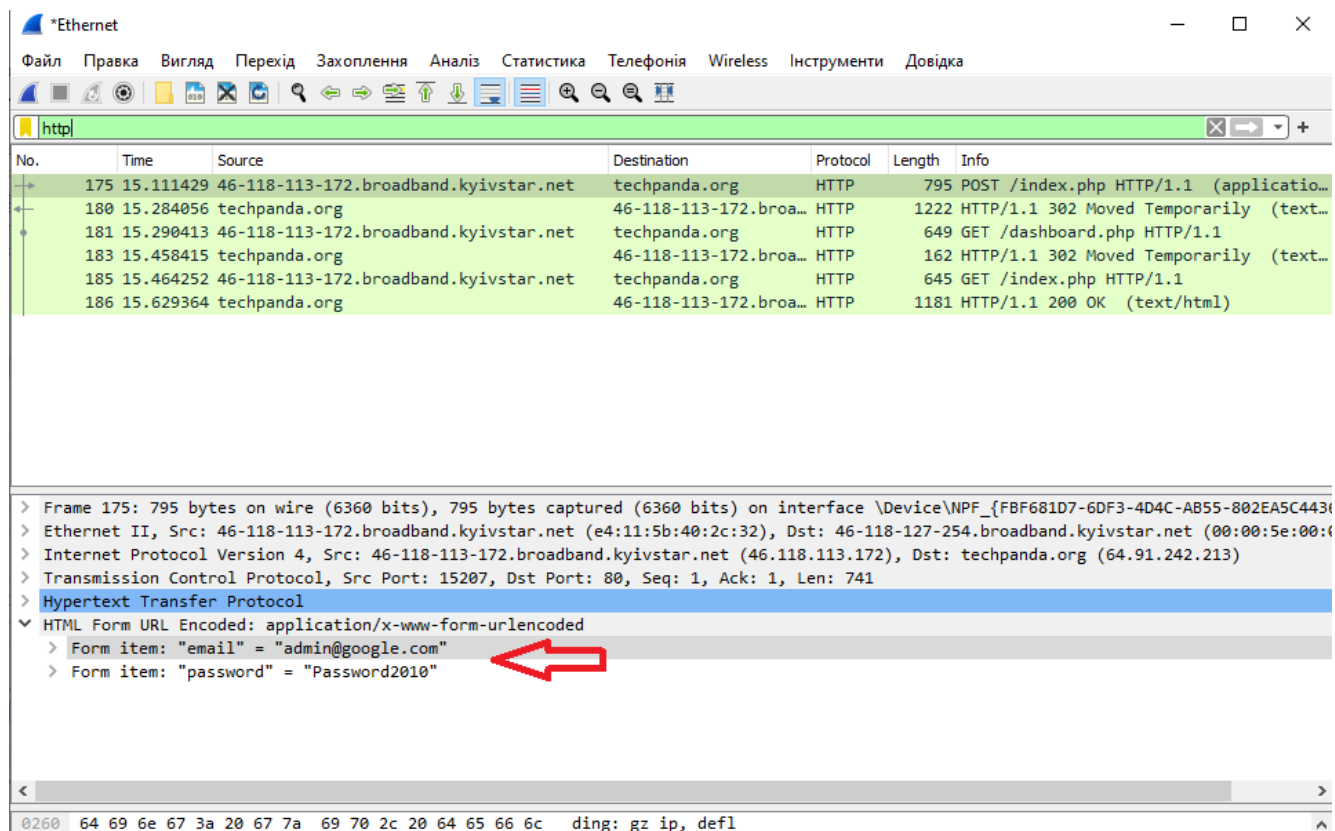 *Ethernet
Файл Правка Вигляд Перехід Захоплення Аналіз Статистика Телефонія Wireless Інструменти Довідка
http
No. Time Source Destination Protocol Length Info
175 15.111429 46-118-113-172.broadband.kyivstar.net techpanda.org HTTP 795 POST /index.php HTTP/1.1 (applicatio…
180 15.284056 techpanda.org 46-118-113-172.broa… HTTP 1222 HTTP/1.1 302 Moved Temporarily (text…
181 15.290413 46-118-113-172.broadband.kyivstar.net techpanda.org HTTP 649 GET /dashboard.php HTTP/1.1
183 15.458415 techpanda.org 46-118-113-172.broa… HTTP 162 HTTP/1.1 302 Moved Temporarily (text…
185 15.464252 46-118-113-172.broadband.kyivstar.net techpanda.org HTTP 645 GET /index.php HTTP/1.1
186 15.629364 techpanda.org 46-118-113-172.broa… HTTP 1181 HTTP/1.1 200 OK (text/html)
Frame 175: 795 bytes on wire (6360 bits), 795 bytes captured (6360 bits) on interface \Device\NPF_{FBF681D7-6DF3-4D4C-AB55-802EA5C443
Ethernet II, Src: 46-118-113-172.broadband.kyivstar.net (e4:11:5b:40:2c:32), Dst: 46-118-127-254.broadband.kyivstar.net (00:00:5e:00:
Internet Protocol Version 4, Src: 46-118-113-172.broadband.kyivstar.net (46.118.113.172), Dst: techpanda.org (64.91.242.213)
Transmission Control Protocol, Src Port: 15207, Dst Port: 80, Seq: 1, Ack: 1, Len: 741
Hypertext Transfer Protocol
HTML Form URL Encoded: application/x-www-form-urlencoded
Form item: "email" = "admin@google.com"
Form item: "password" = "Password2010"
0260 64 69 6e 67 3a 20 67 7a 69 70 2c 20 64 65 66 6c ding: gz ip, defl